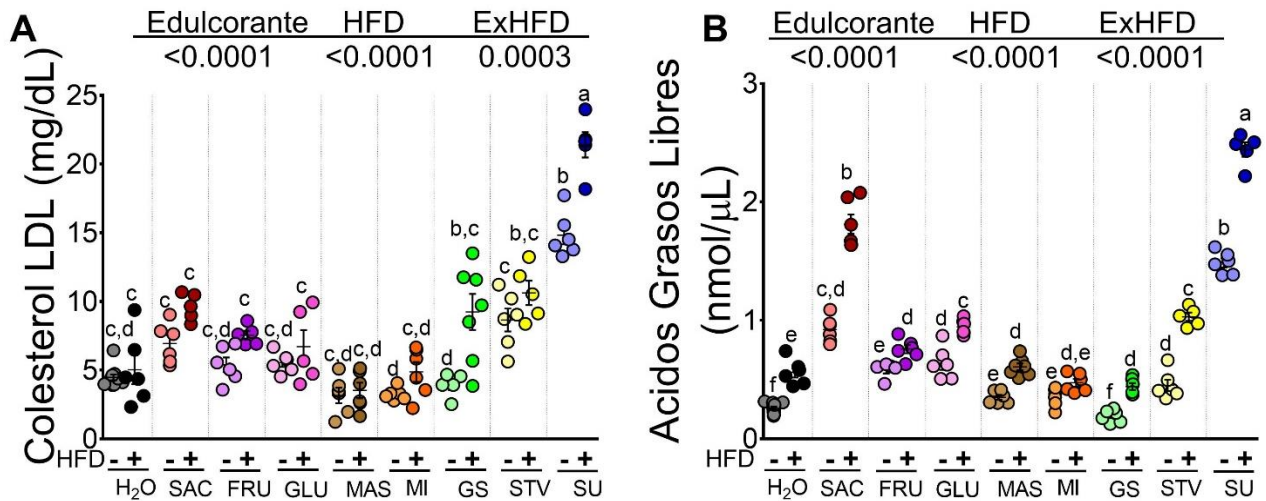 A
Edulcorante HFD ExHFD
<0.0001 <0.0001 0.0003
Colesterol LDL (mg/dL)
25
20
15
10
5
0
c,d c c c c,d c c,d c c,d c,d d c,d d b,c c b,c b a
HFD - + - + - + - + - + - + - + - + - +
H₂O SAC FRU GLU MAS MI GS STV SU
B
Edulcorante HFD ExHFD
<0.0001 <0.0001 <0.0001
Acidos Grasos Libres
(nmol/μL)
3
2
1
0
f e c,d b e d d c e d e d,e f d d c b a
HFD - + - + - + - + - + - + - + - + - +
H₂O SAC FRU GLU MAS MI GS STV SU